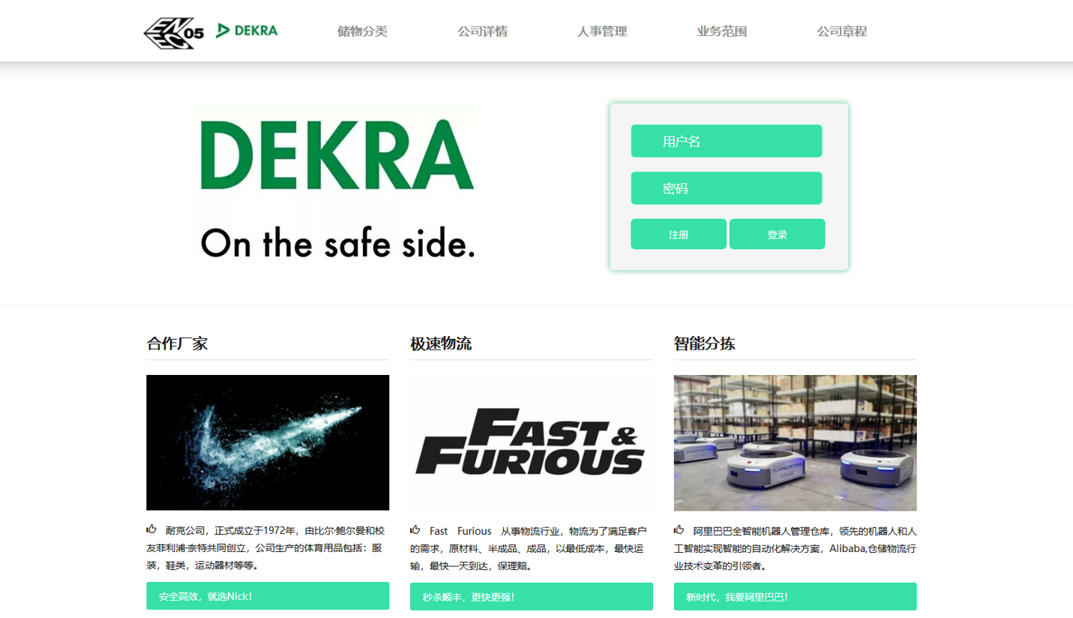 ENEC 05 DEKRA 储物分类 公司详情 人事管理 业务范围 公司章程
DEKRA
On the safe side.
用户名
密码
注册 登录
合作厂家
耐克公司，正式成立于1972年，由比尔·鲍尔曼和校
友菲利浦·奈特共同创立，公司生产的体育用品包括：服
装，鞋类，运动器材等等。
安全高效，就选Nick！
极速物流
FAST &
FURIOUS
Fast Furious 从事物流行业，物流为了满足客户
的需求，原材料、半成品、成品，以最低成本，最快运
输，最快一天到达，保理赔。
秒杀顺丰，更快更强！
智能分拣
阿里巴巴全智能机器人管理仓库，领先的机器人和人
工智能实现智能的自动化解决方案，Alibaba,仓储物流行
业技术变革的引领者。
新时代，我要阿里巴巴！